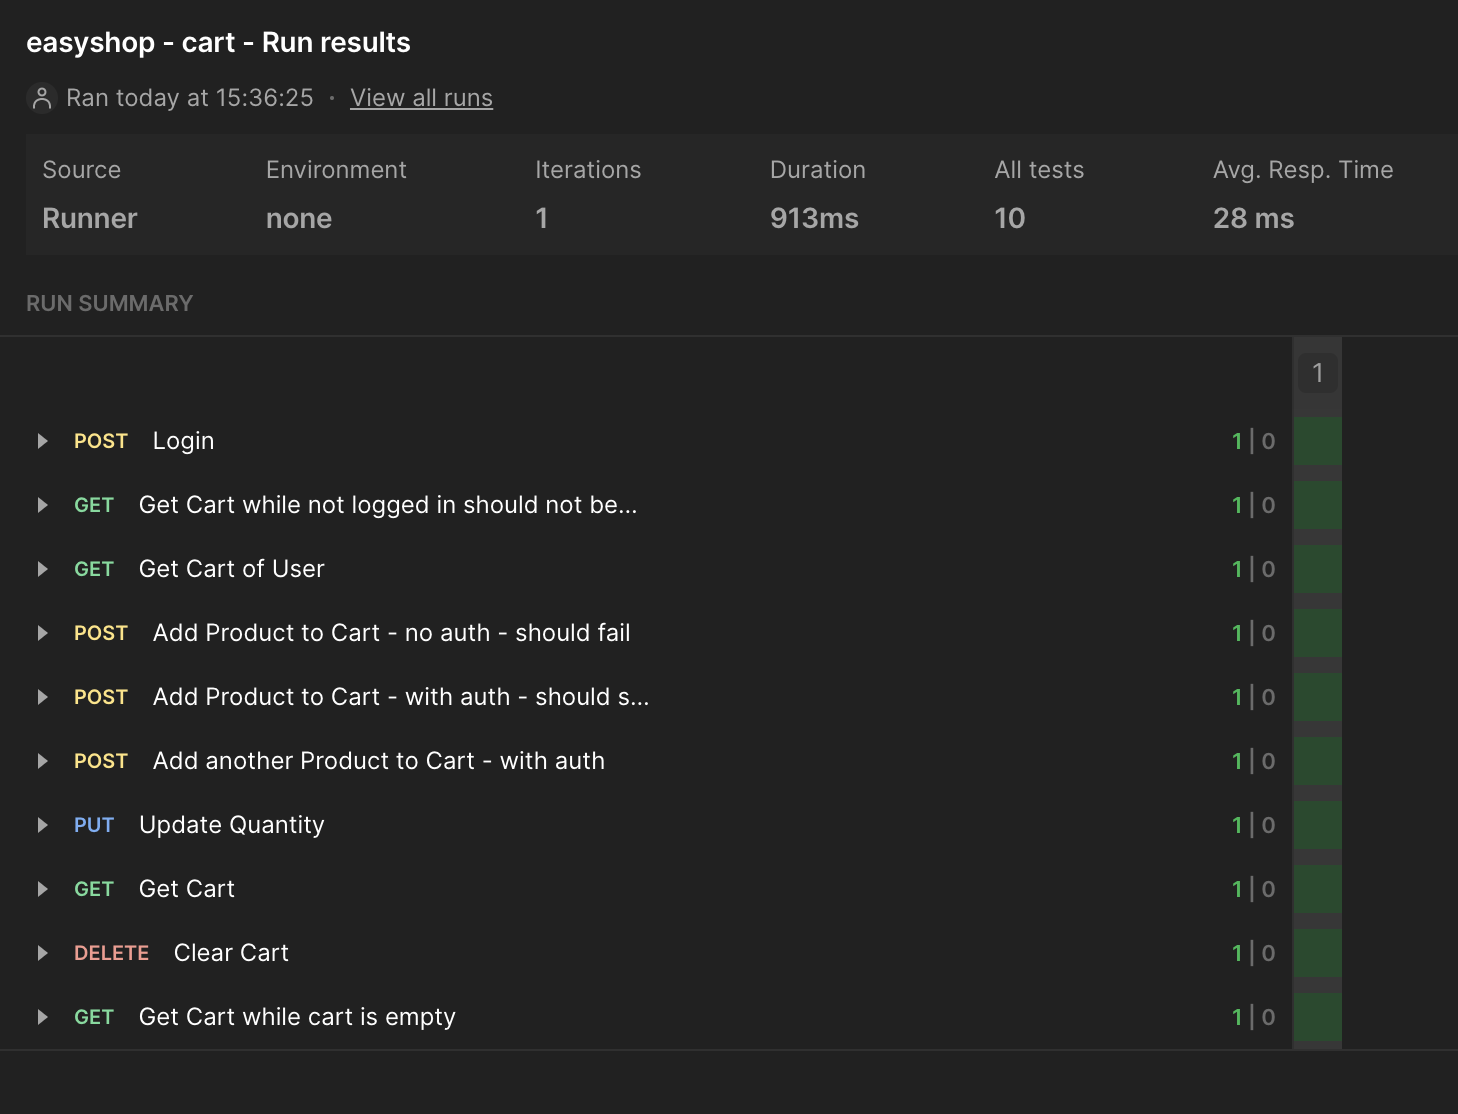 easyshop - cart - Run results
Ran today at 15:36:25 · View all runs
Source Environment Iterations Duration All tests Avg. Resp. Time
Runner none 1 913ms 10 28 ms
RUN SUMMARY
1
POST Login 1 | 0
GET Get Cart while not logged in should not be... 1 | 0
GET Get Cart of User 1 | 0
POST Add Product to Cart - no auth - should fail 1 | 0
POST Add Product to Cart - with auth - should s... 1 | 0
POST Add another Product to Cart - with auth 1 | 0
PUT Update Quantity 1 | 0
GET Get Cart 1 | 0
DELETE Clear Cart 1 | 0
GET Get Cart while cart is empty 1 | 0